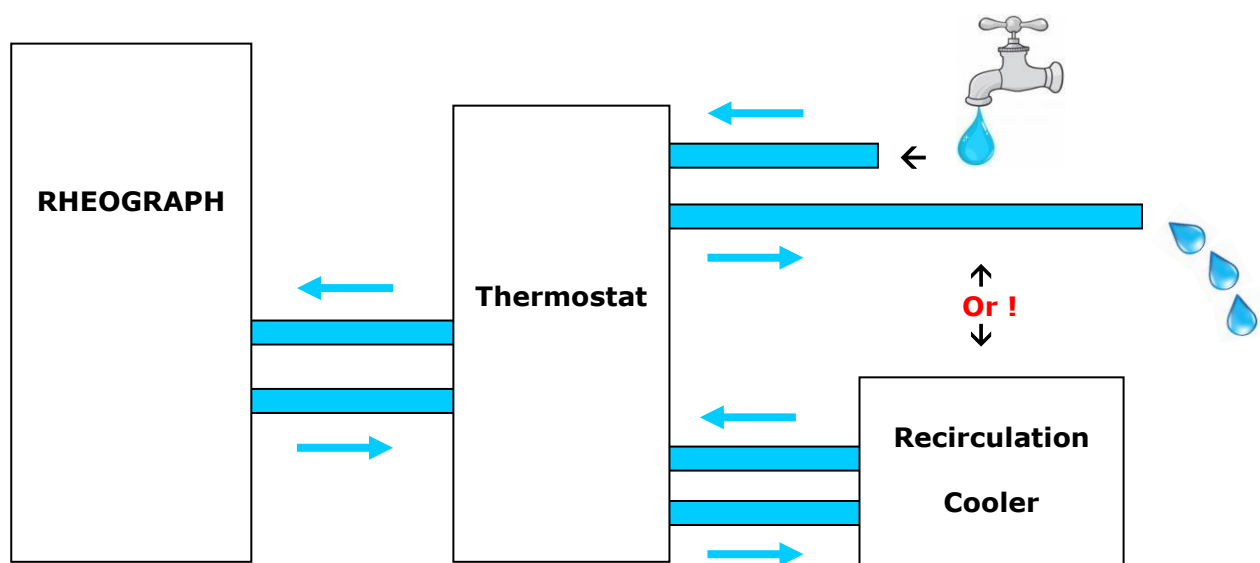 RHEOGRAPH
Thermostat
Or !
Recirculation
Cooler